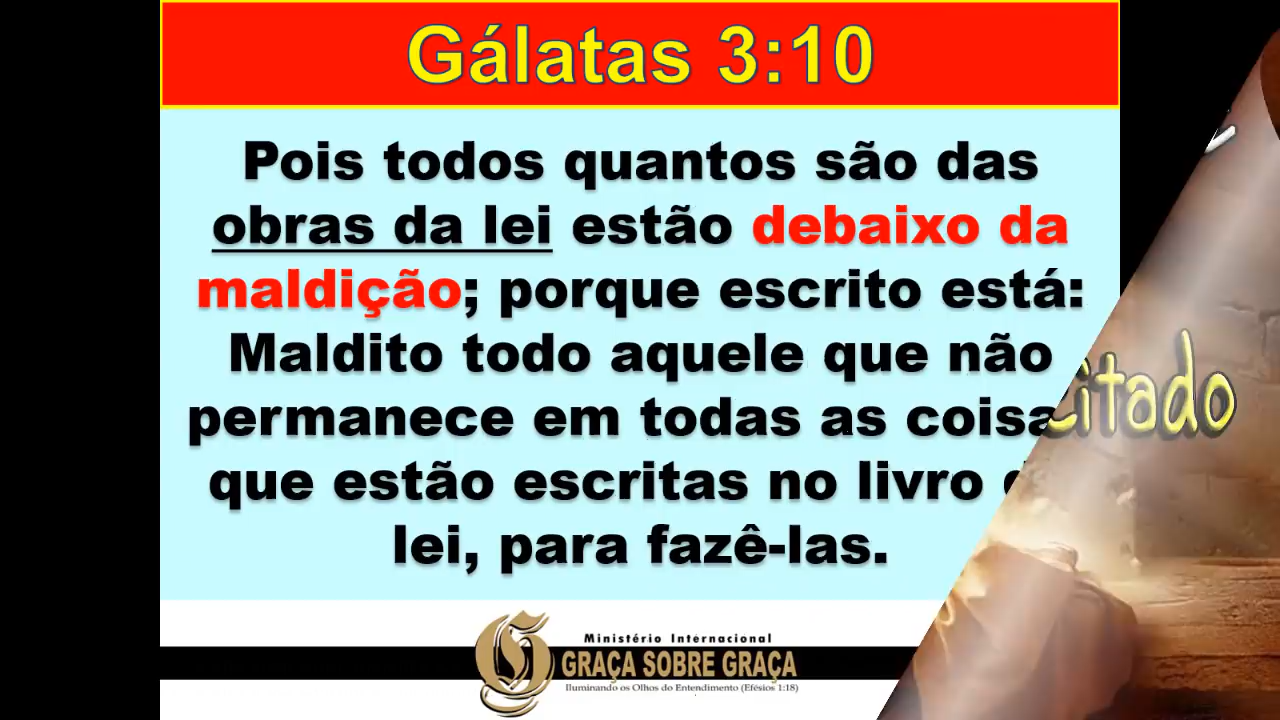 Gálatas 3:10
Pois todos quantos são das
obras da lei estão debaixo da
maldição; porque escrito está:
Maldito todo aquele que não
permanece em todas as
que estão escritas no livro
lei, para fazê-las.
Ministério Internacional
GRAÇA SOBRE GRAÇA
Iluminando os Olhos do Entendimento (Efésios 1:18)